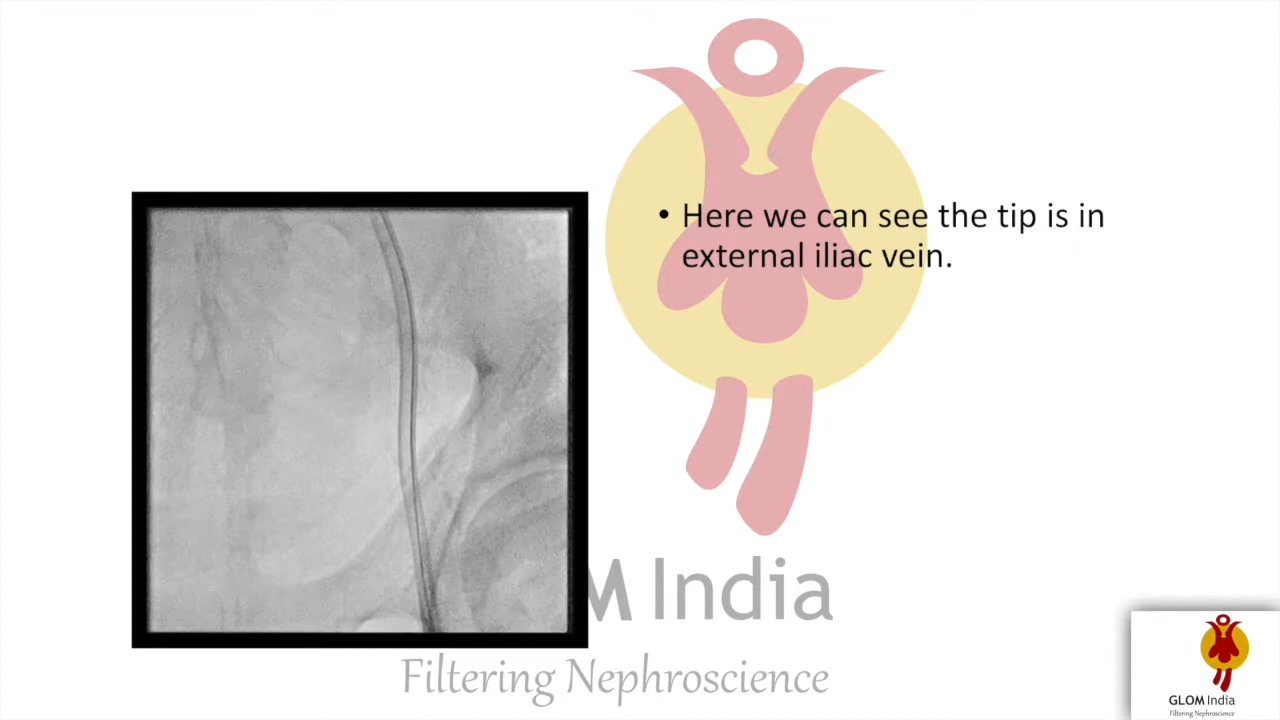 • Here we can see the tip is in
external iliac vein.
M India
Filtering Nephroscience
GLOM India
Filtering Nephroscience